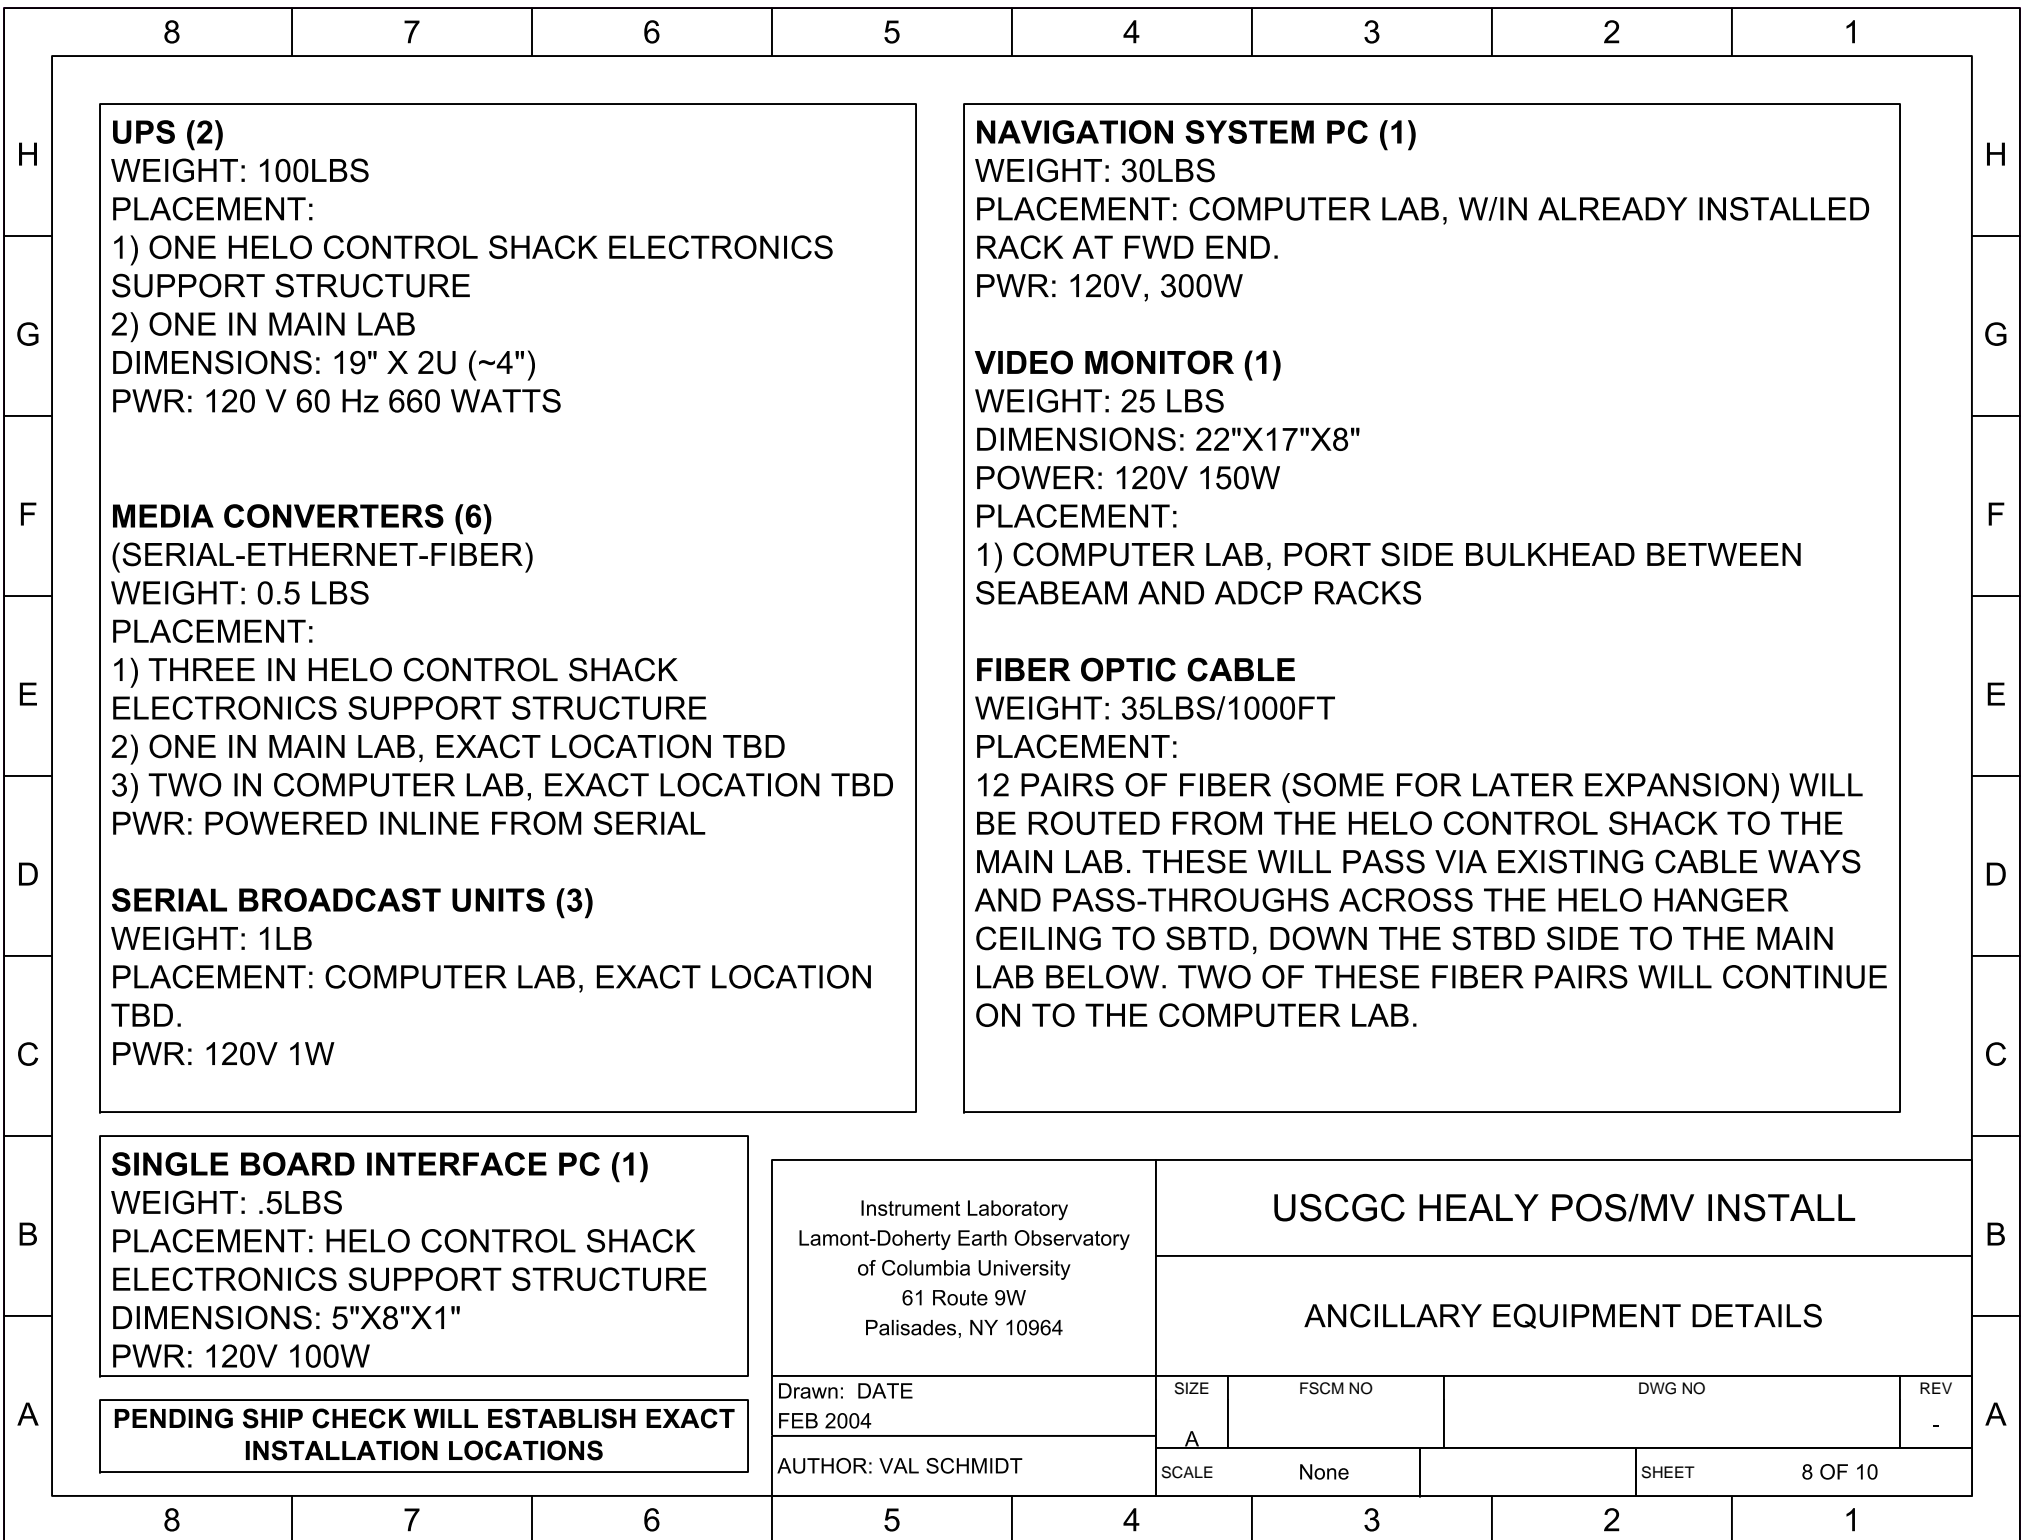 8 7 6 5 4 3 2 1
H
G
F
E
D
C
B
A
UPS (2)
WEIGHT: 100LBS
PLACEMENT:
1) ONE HELO CONTROL SHACK ELECTRONICS
SUPPORT STRUCTURE
2) ONE IN MAIN LAB
DIMENSIONS: 19" X 2U (~4")
PWR: 120 V 60 Hz 660 WATTS
MEDIA CONVERTERS (6)
(SERIAL-ETHERNET-FIBER)
WEIGHT: 0.5 LBS
PLACEMENT:
1) THREE IN HELO CONTROL SHACK
ELECTRONICS SUPPORT STRUCTURE
2) ONE IN MAIN LAB, EXACT LOCATION TBD
3) TWO IN COMPUTER LAB, EXACT LOCATION TBD
PWR: POWERED INLINE FROM SERIAL
SERIAL BROADCAST UNITS (3)
WEIGHT: 1LB
PLACEMENT: COMPUTER LAB, EXACT LOCATION
TBD.
PWR: 120V 1W
NAVIGATION SYSTEM PC (1)
WEIGHT: 30LBS
PLACEMENT: COMPUTER LAB, W/IN ALREADY INSTALLED
RACK AT FWD END.
PWR: 120V, 300W
VIDEO MONITOR (1)
WEIGHT: 25 LBS
DIMENSIONS: 22"X17"X8"
POWER: 120V 150W
PLACEMENT:
1) COMPUTER LAB, PORT SIDE BULKHEAD BETWEEN
SEABEAM AND ADCP RACKS
FIBER OPTIC CABLE
WEIGHT: 35LBS/1000FT
PLACEMENT:
12 PAIRS OF FIBER (SOME FOR LATER EXPANSION) WILL
BE ROUTED FROM THE HELO CONTROL SHACK TO THE
MAIN LAB. THESE WILL PASS VIA EXISTING CABLE WAYS
AND PASS-THROUGHS ACROSS THE HELO HANGER
CEILING TO SBTD, DOWN THE STBD SIDE TO THE MAIN
LAB BELOW. TWO OF THESE FIBER PAIRS WILL CONTINUE
ON TO THE COMPUTER LAB.
H
G
F
E
D
C
B
A
SINGLE BOARD INTERFACE PC (1)
WEIGHT: .5LBS
PLACEMENT: HELO CONTROL SHACK
ELECTRONICS SUPPORT STRUCTURE
DIMENSIONS: 5"X8"X1"
PWR: 120V 100W
PENDING SHIP CHECK WILL ESTABLISH EXACT
INSTALLATION LOCATIONS
Instrument Laboratory
Lamont-Doherty Earth Observatory
of Columbia University
61 Route 9W
Palisades, NY 10964
Drawn: DATE
FEB 2004
AUTHOR: VAL SCHMIDT
USCGC HEALY POS/MV INSTALL
ANCILLARY EQUIPMENT DETAILS
SIZE FSCM NO DWG NO REV
A -
SCALE None SHEET 8 OF 10
8 7 6 5 4 3 2 1